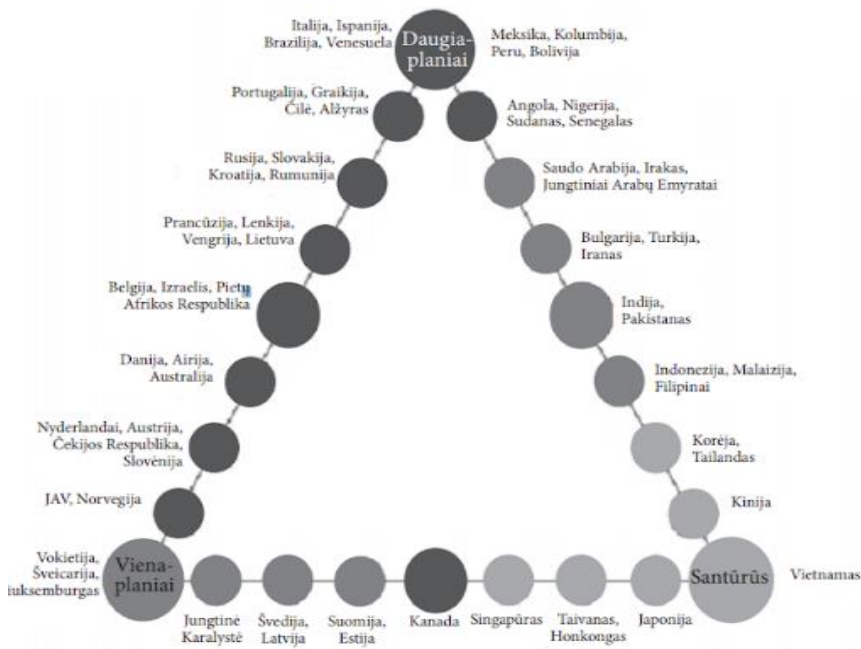 Italija, Ispanija,
Brazilija, Venesuela
Daugia-
planiai
Meksika, Kolumbija,
Peru, Bolivija
Portugalija, Graikija,
Čilė, Alžyras
Angola, Nigerija,
Sudanas, Senegalas
Rusija, Slovakija,
Kroatija, Rumunija
Saudo Arabija, Irakas,
Jungtiniai Arabų Emyratai
Prancūzija, Lenkija,
Vengrija, Lietuva
Bulgarija, Turkija,
Iranas
Belgija, Izraelis, Pietų
Afrikos Respublika
Indija,
Pakistanas
Danija, Airija,
Australija
Indonezija, Malaizija,
Filipinai
Nyderlandai, Austrija,
Čekijos Respublika,
Slovėnija
Korėja,
Tailandas
JAV, Norvegija
Kinija
Vokietija,
Šveicarija,
iuksemburgas
Viena-
planiai
Santūrūs
Vietnamas
Jungtinė
Karalystė
Švedija,
Latvija
Suomija,
Estija
Kanada
Singapūras
Taivanas,
Honkongas
Japonija